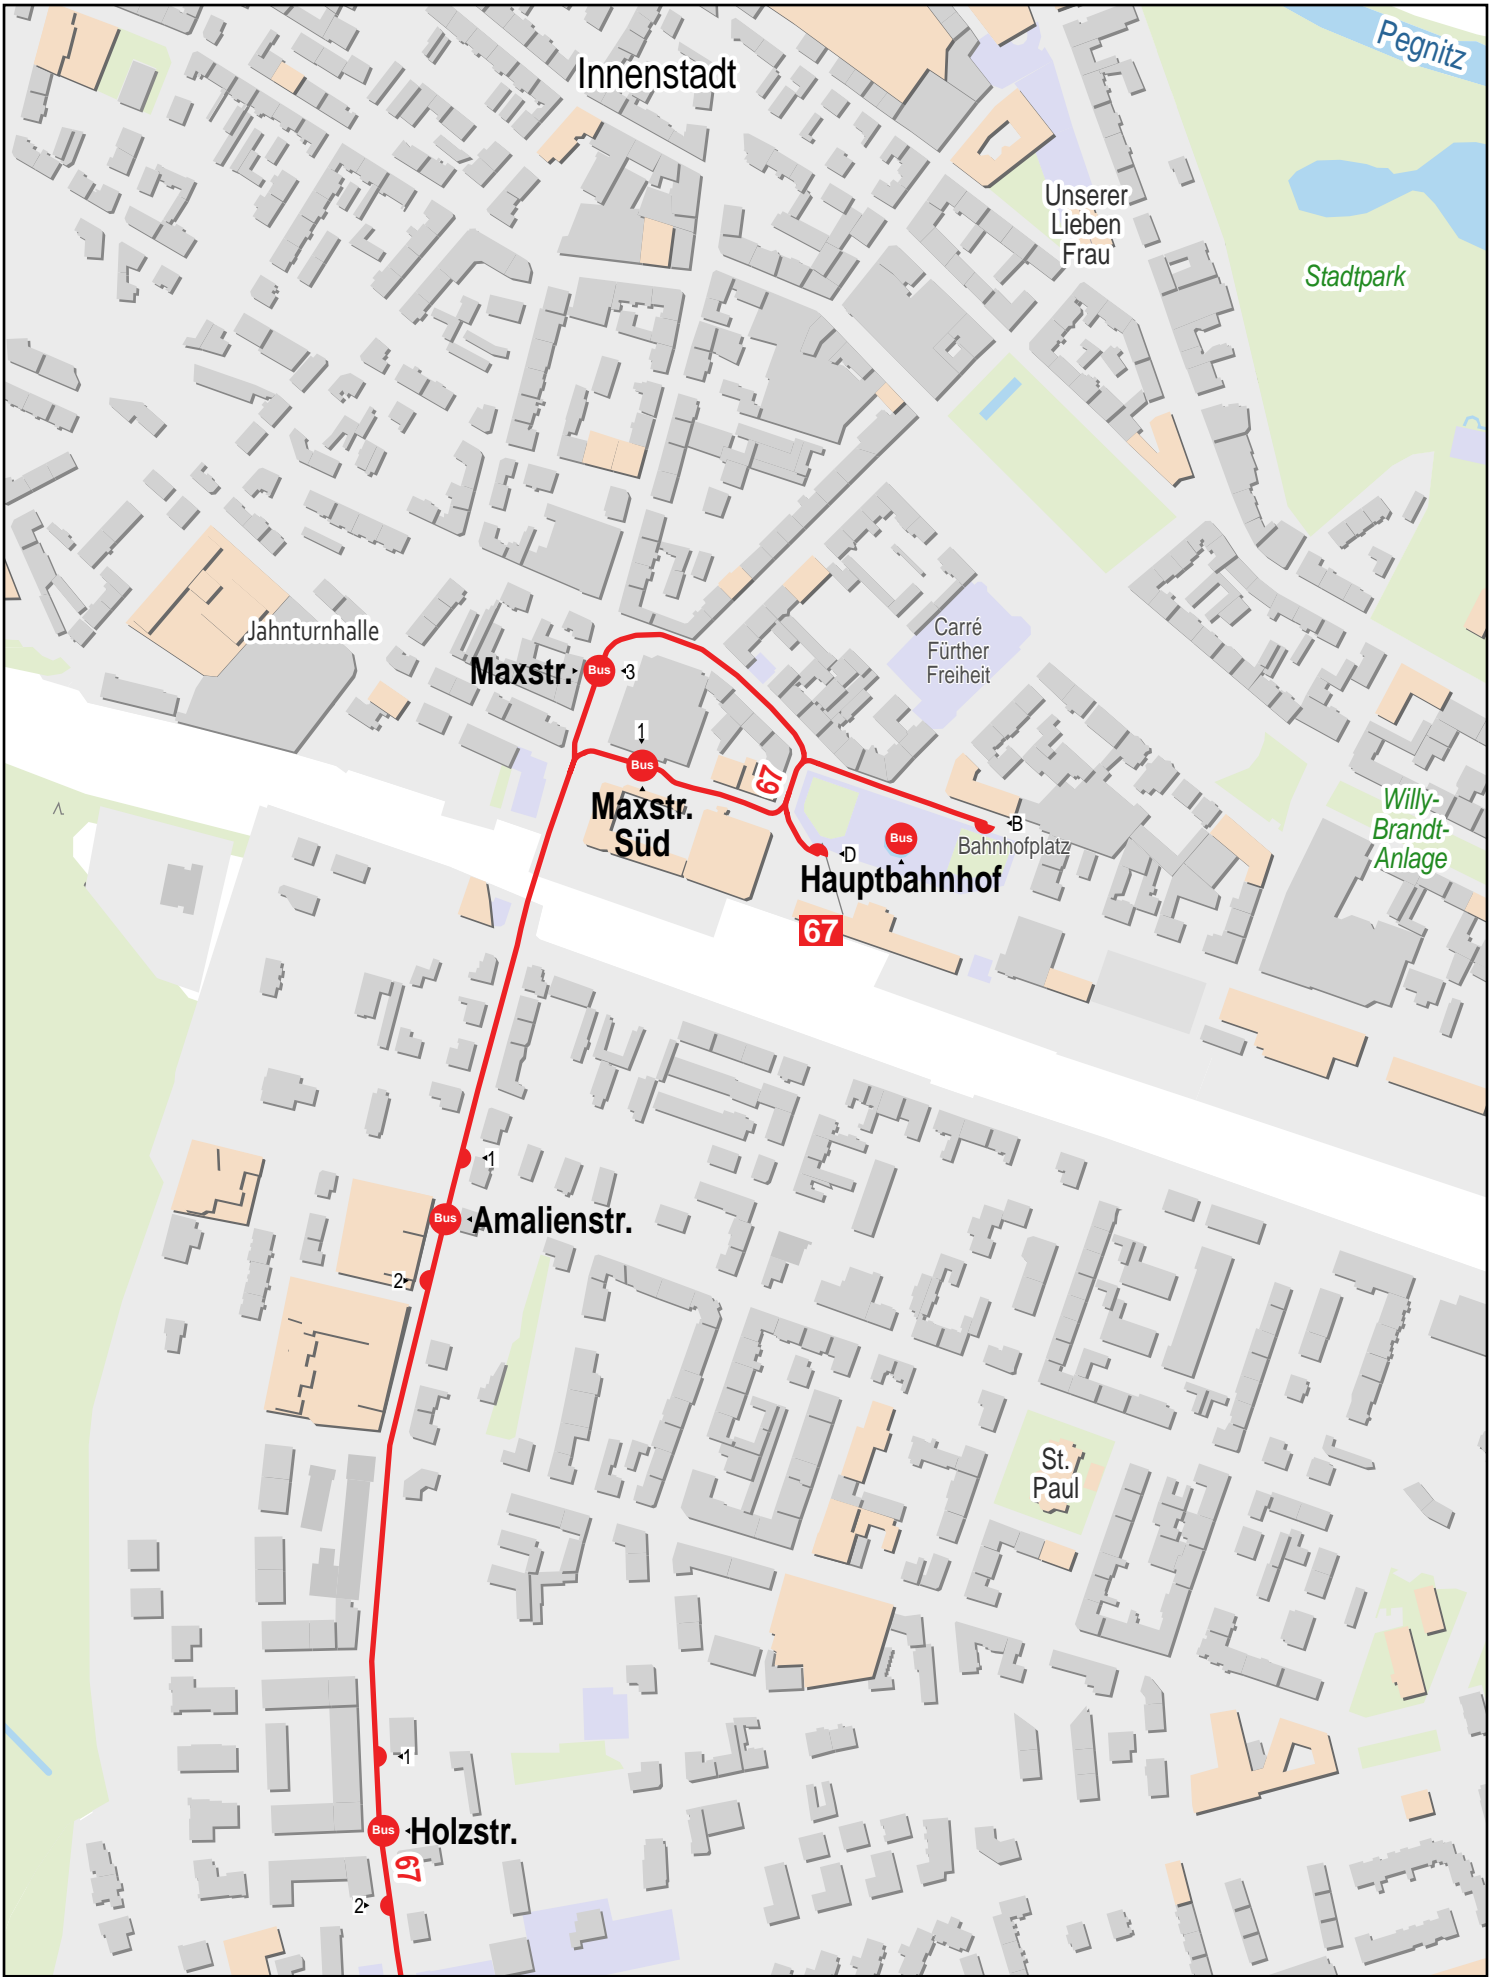 Pegnitz
Innenstadt
Unserer
Lieben
Frau
Stadtpark
Jahnturnhalle
Carré
Fürther
Freiheit
Maxstr.
Bus
3
1
Bus
Maxstr.
Süd
67
Bus
B
Bahnhofplatz
D
Hauptbahnhof
67
Willy-
Brandt-
Anlage
1
Bus
Amalienstr.
2
St.
Paul
1
Bus
Holzstr.
67
2